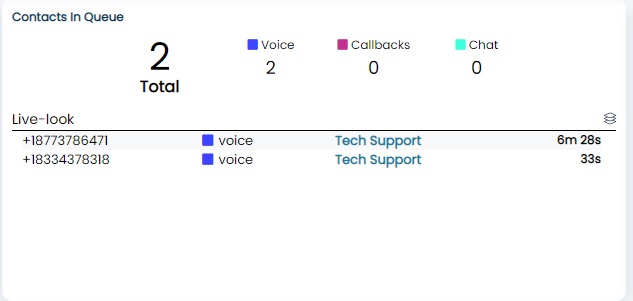 Contacts In Queue
2 Total
Voice 2
Callbacks 0
Chat 0
Live-look
+18773786471 voice Tech Support 6m 28s
+18334378318 voice Tech Support 33s